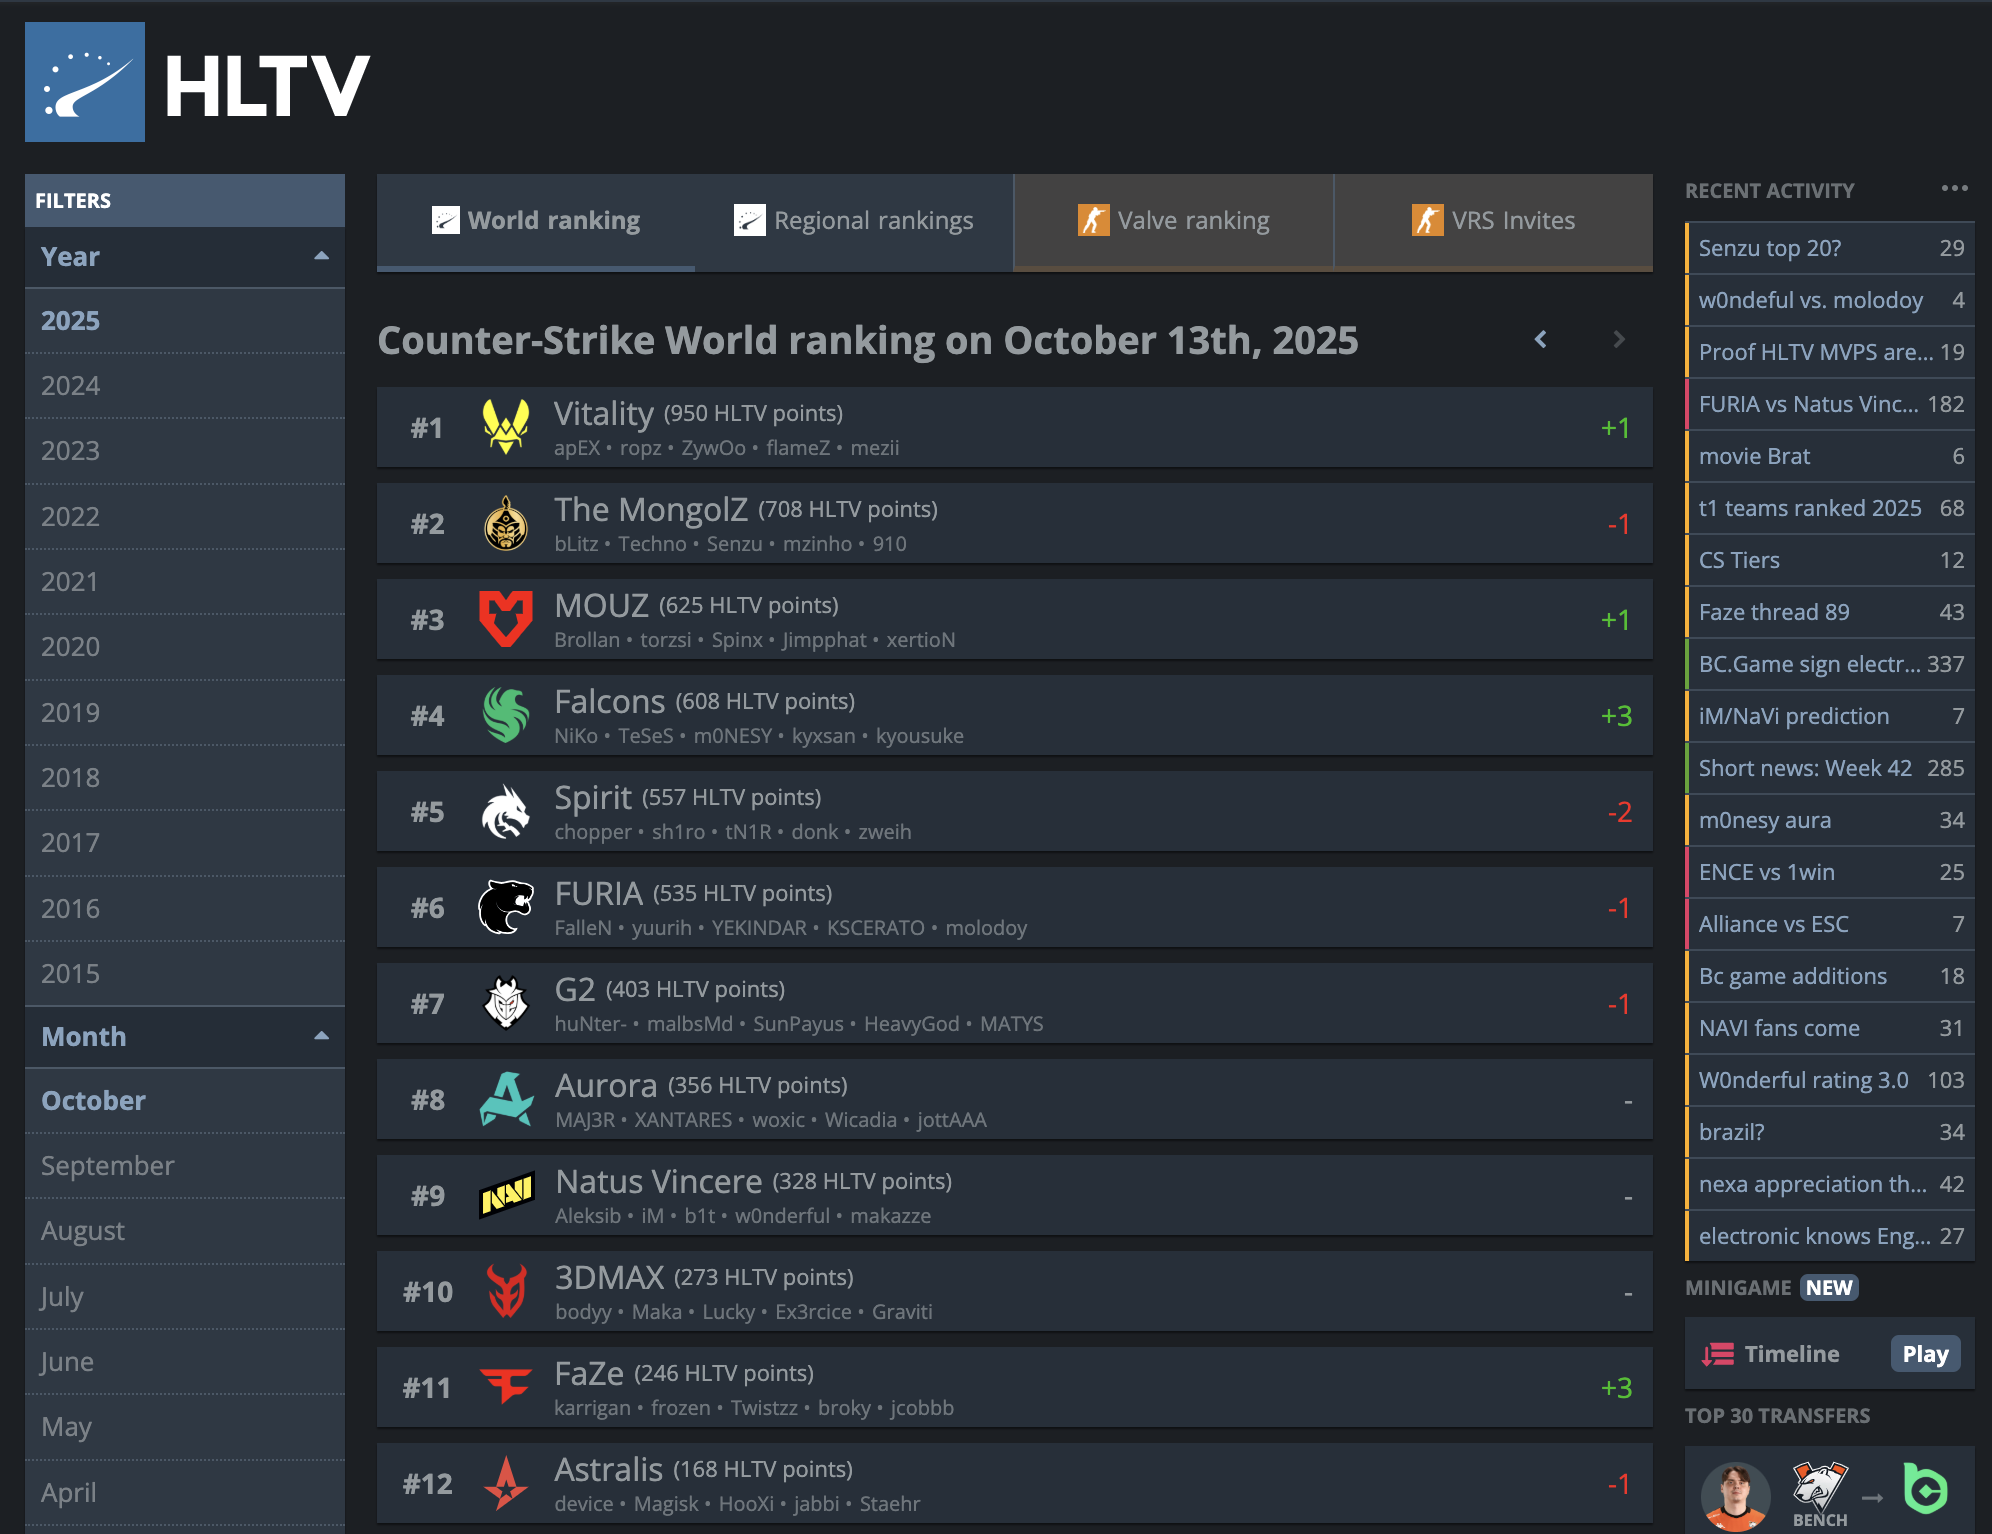 HLTV
FILTERS
Year
2025
2024
2023
2022
2021
2020
2019
2018
2017
2016
2015
Month
October
September
August
July
June
May
April
World ranking
Regional rankings
Valve ranking
VRS Invites
Counter-Strike World ranking on October 13th, 2025
#1
Vitality (950 HLTV points)
apEX • ropz • ZywOo • flameZ • mezii
+1
#2
The MongolZ (708 HLTV points)
bLitz • Techno • Senzu • mzinho • 910
-1
#3
MOUZ (625 HLTV points)
Brollan • torzsi • Spinx • Jimpphat • xertioN
+1
#4
Falcons (608 HLTV points)
NiKo • TeSeS • m0NESY • kyxsan • kyousuke
+3
#5
Spirit (557 HLTV points)
chopper • sh1ro • tN1R • donk • zweih
-2
#6
FURIA (535 HLTV points)
FalleN • yuurih • YEKINDAR • KSCERATO • molodoy
-1
#7
G2 (403 HLTV points)
huNter- • malbsMd • SunPayus • HeavyGod • MATYS
-1
#8
Aurora (356 HLTV points)
MAJ3R • XANTARES • woxic • Wicadia • jottAAA
-
#9
NAVI
Natus Vincere (328 HLTV points)
Aleksib • iM • b1t • w0nderful • makazze
-
#10
3DMAX (273 HLTV points)
bodyy • Maka • Lucky • Ex3rcice • Graviti
-
#11
FaZe (246 HLTV points)
karrigan • frozen • Twistzz • broky • jcobbb
+3
#12
Astralis (168 HLTV points)
device • Magisk • HooXi • jabbi • Staehr
-1
RECENT ACTIVITY
Senzu top 20? 29
w0ndeful vs. molodoy 4
Proof HLTV MVPS are... 19
FURIA vs Natus Vinc... 182
movie Brat 6
t1 teams ranked 2025 68
CS Tiers 12
Faze thread 89 43
BC.Game sign electr... 337
iM/NaVi prediction 7
Short news: Week 42 285
m0nesy aura 34
ENCE vs 1win 25
Alliance vs ESC 7
Bc game additions 18
NAVI fans come 31
W0nderful rating 3.0 103
brazil? 34
nexa appreciation th... 42
electronic knows Eng... 27
MINIGAME NEW
Timeline
Play
TOP 30 TRANSFERS
BENCH